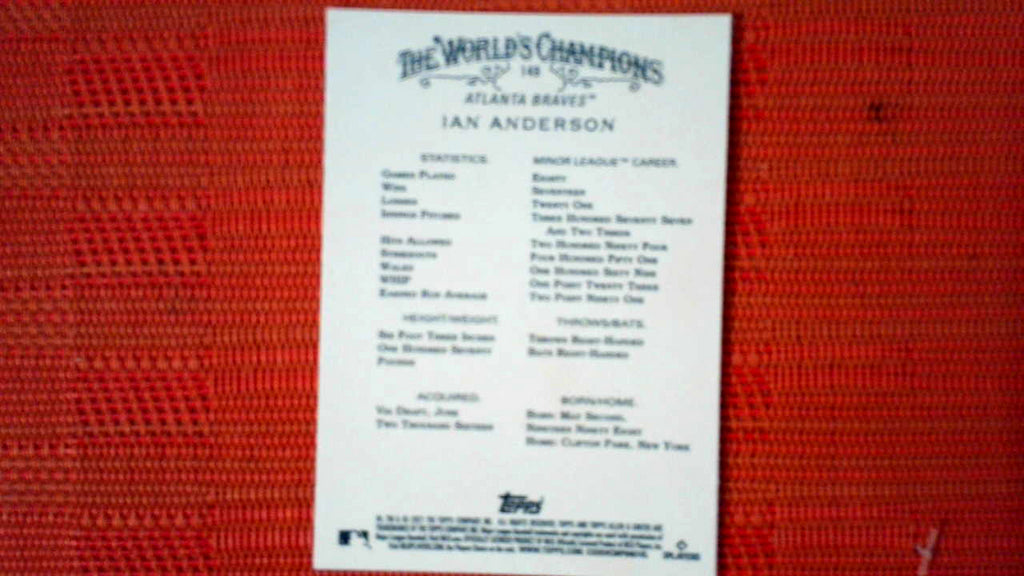 THE WORLD'S CHAMPIONS
148
ATLANTA BRAVES™
IAN ANDERSON
STATISTICS. MINOR LEAGUE™ CAREER.
GAMES PLAYED EIGHTY
WINS SEVENTEEN
LOSSES TWENTY ONE
INNINGS PITCHED THREE HUNDRED SEVENTY SEVEN
AND TWO THIRDS
HITS ALLOWED TWO HUNDRED NINETY FOUR
STRIKEOUTS FOUR HUNDRED FIFTY ONE
WALKS ONE HUNDRED SIXTY NINE
WHIP ONE POINT TWENTY THREE
EARNED RUN AVERAGE TWO POINT NINETY ONE
HEIGHT/WEIGHT. THROWS/BATS.
SIX FOOT THREE INCHES THROWS RIGHT-HANDED
ONE HUNDRED SEVENTY BATS RIGHT-HANDED
POUNDS
ACQUIRED. BORN/HOME.
VIA DRAFT, JUNE BORN: MAY SECOND,
TWO THOUSAND SIXTEEN NINETEEN NINETY EIGHT
HOME: CLIFTON PARK, NEW YORK
TOPPS